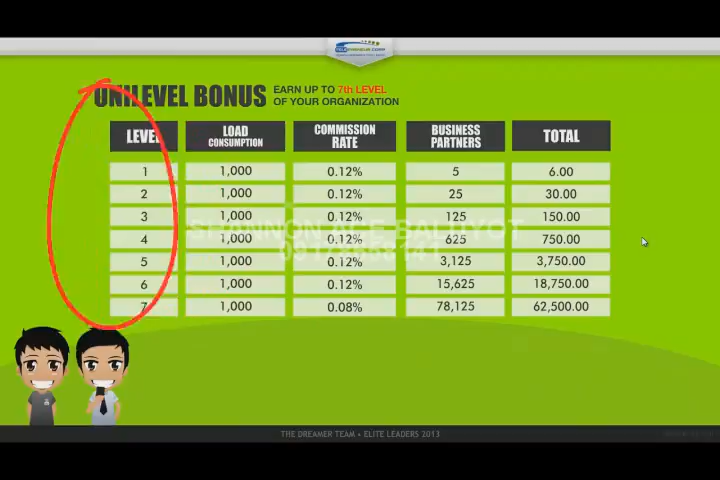 UNILEVEL BONUS
EARN UP TO 7th LEVEL
OF YOUR ORGANIZATION
LEVEL LOAD CONSUMPTION COMMISSION RATE BUSINESS PARTNERS TOTAL
1 1,000 0.12% 5 6.00
2 1,000 0.12% 25 30.00
3 1,000 0.12% 125 150.00
4 1,000 0.12% 625 750.00
5 1,000 0.12% 3,125 3,750.00
6 1,000 0.12% 15,625 18,750.00
7 1,000 0.08% 78,125 62,500.00
SHANNON ACE BALUYOT
THE DREAMER TEAM • ELITE LEADERS 2013